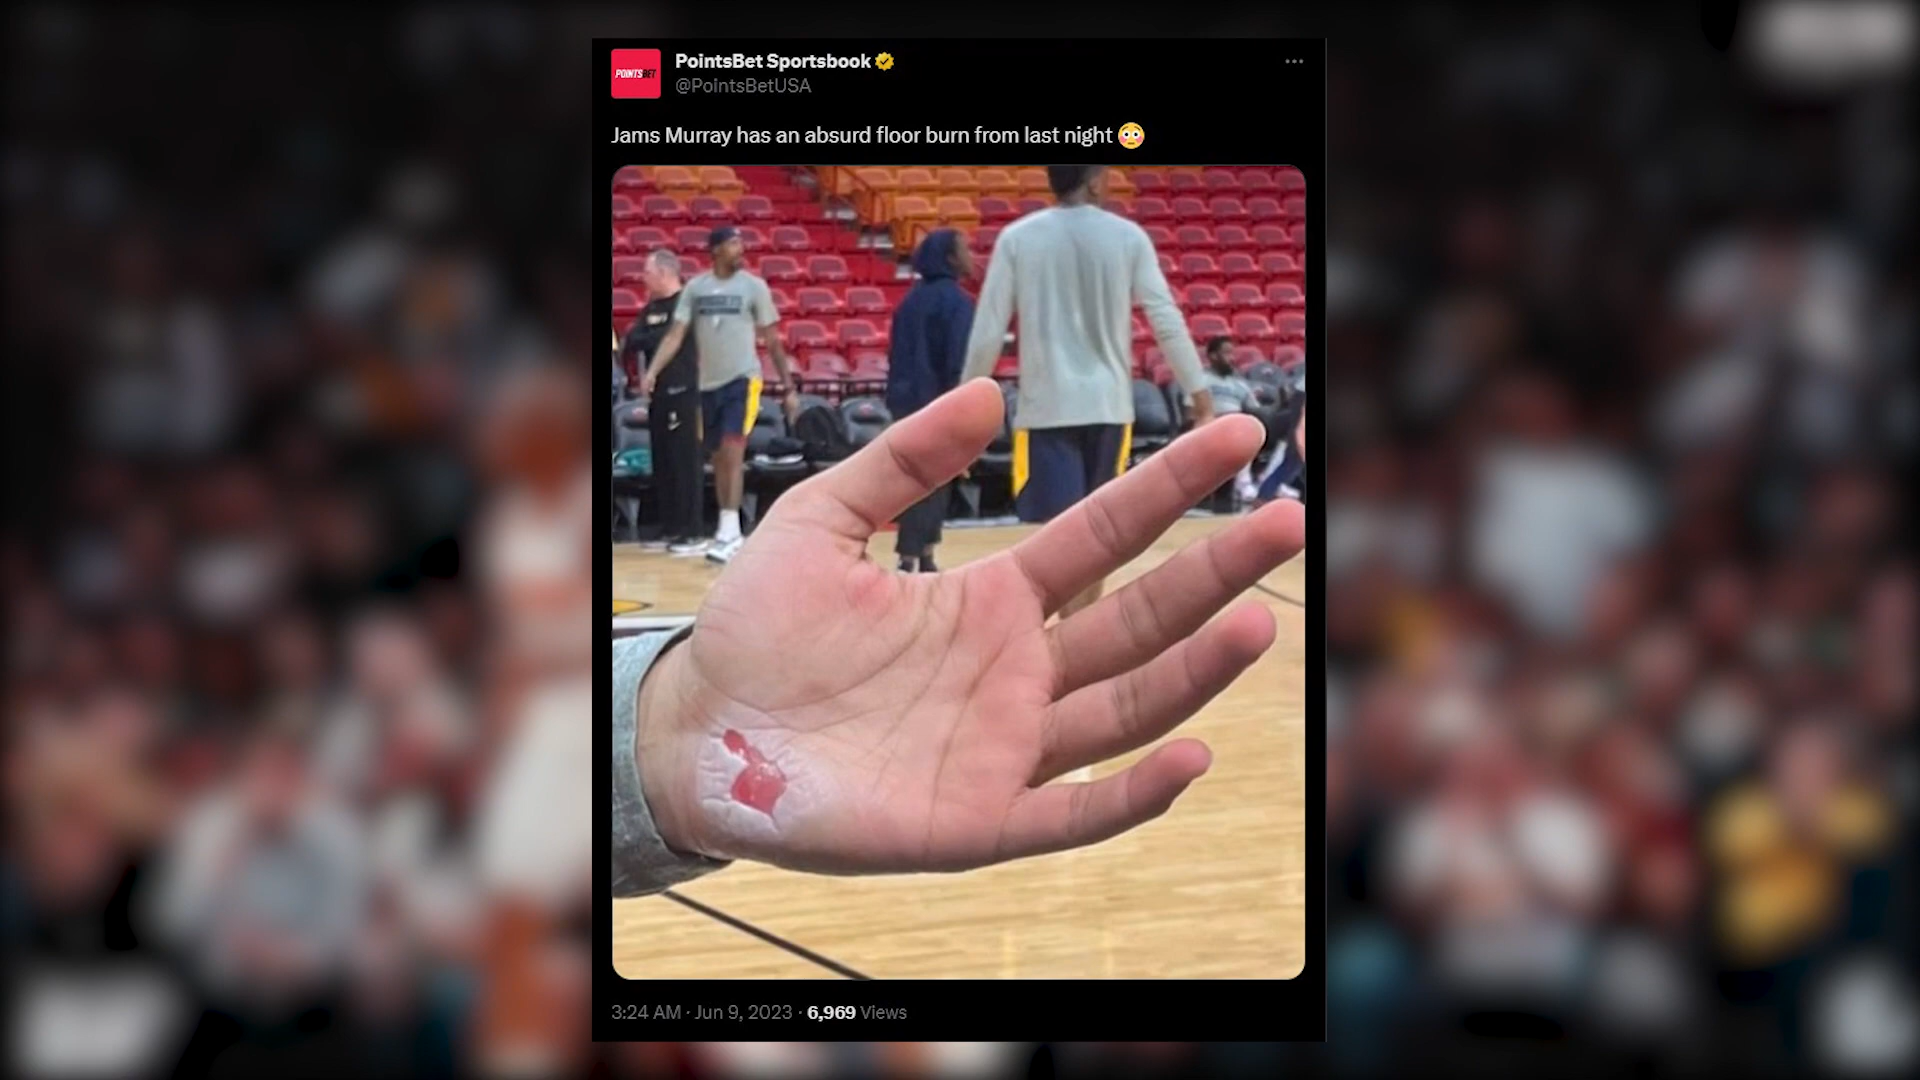 POINTSBET
PointsBet Sportsbook
@PointsBetUSA
Jams Murray has an absurd floor burn from last night 😳
3:24 AM · Jun 9, 2023 · 6,969 Views